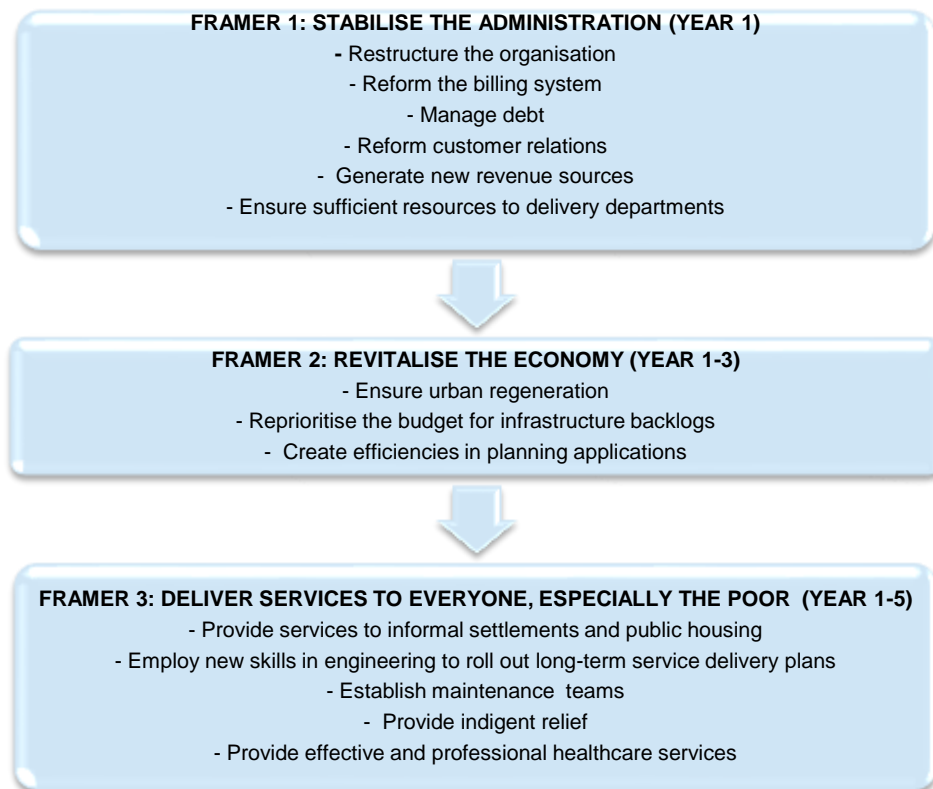 FRAMER 1: STABILISE THE ADMINISTRATION (YEAR 1)
- Restructure the organisation
- Reform the billing system
- Manage debt
- Reform customer relations
- Generate new revenue sources
- Ensure sufficient resources to delivery departments
FRAMER 2: REVITALISE THE ECONOMY (YEAR 1-3)
- Ensure urban regeneration
- Reprioritise the budget for infrastructure backlogs
- Create efficiencies in planning applications
FRAMER 3: DELIVER SERVICES TO EVERYONE, ESPECIALLY THE POOR (YEAR 1-5)
- Provide services to informal settlements and public housing
- Employ new skills in engineering to roll out long-term service delivery plans
- Establish maintenance teams
- Provide indigent relief
- Provide effective and professional healthcare services